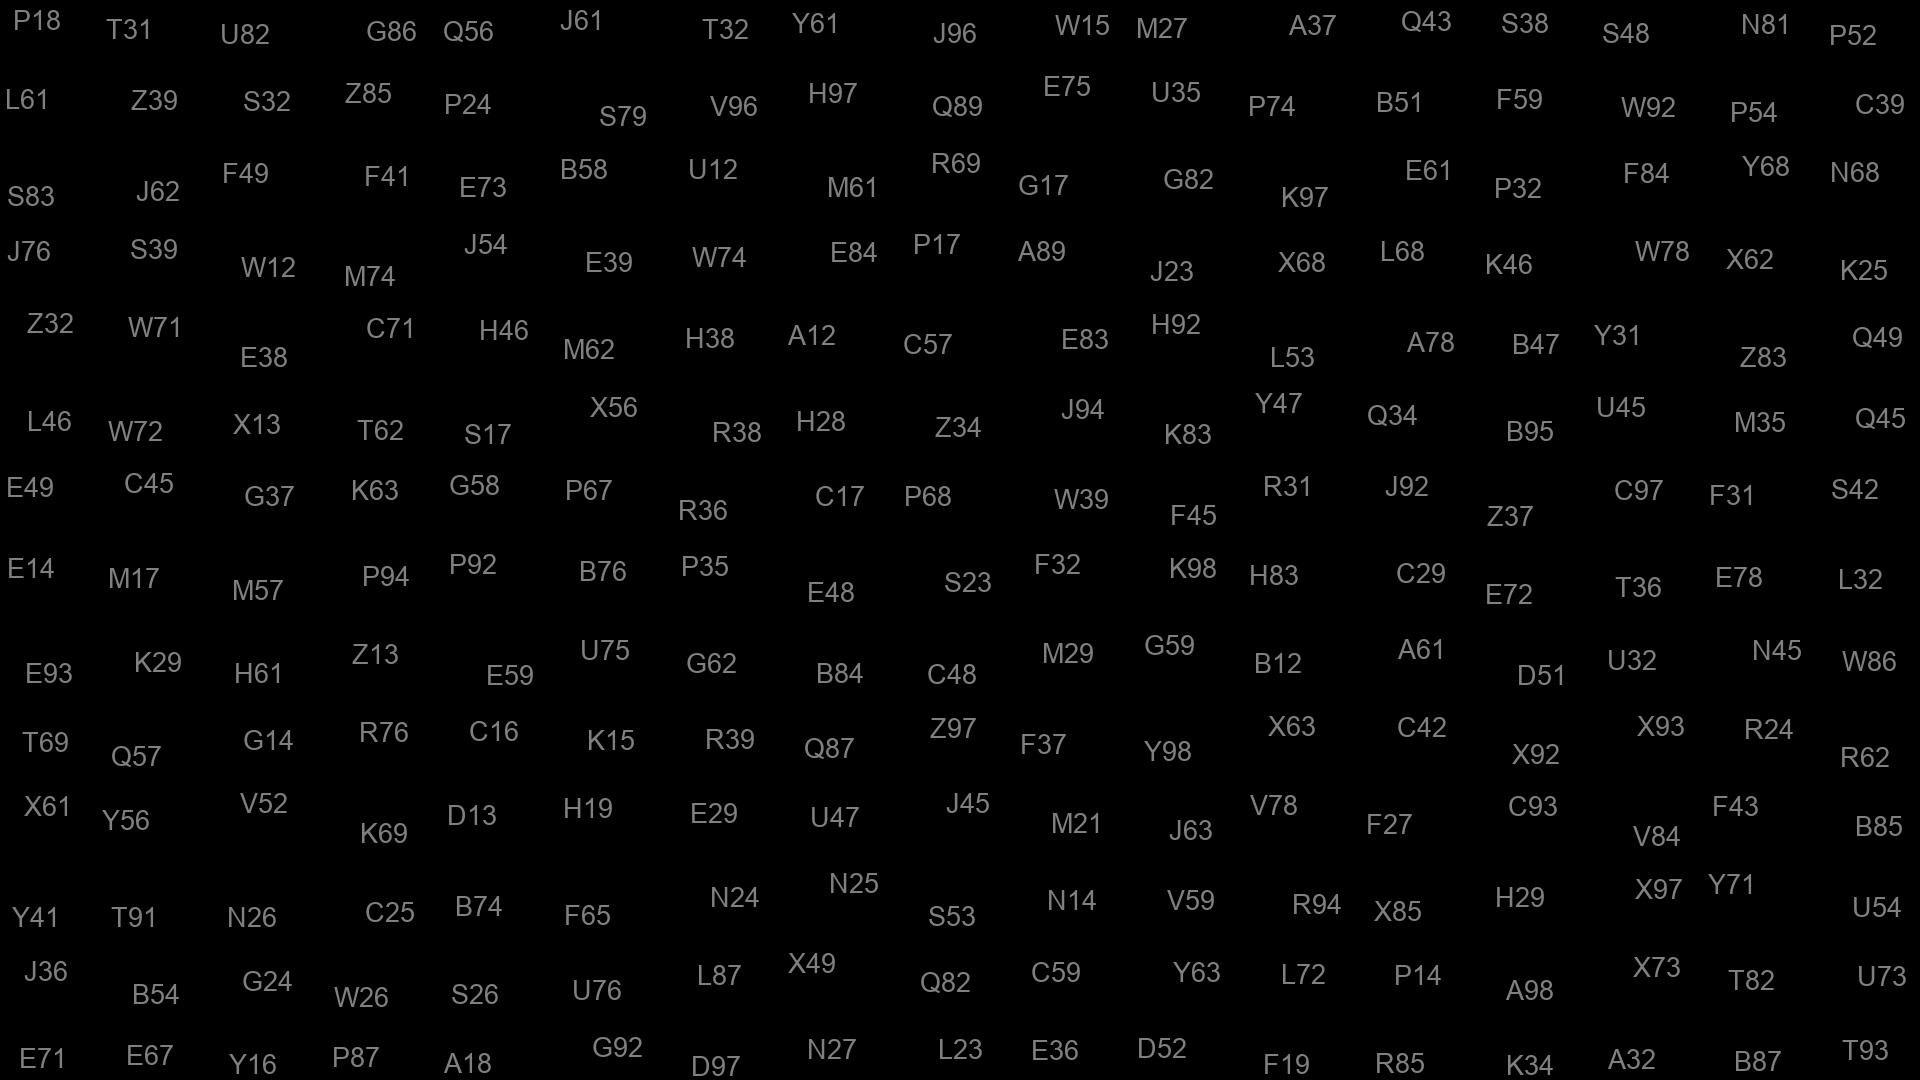 P18 T31 U82 G86 Q56 J61 T32 Y61 J96 W15 M27 A37 Q43 S38 S48 N81 P52
L61 Z39 S32 Z85 P24 S79 V96 H97 Q89 E75 U35 P74 B51 F59 W92 P54 C39
S83 J62 F49 F41 E73 B58 U12 M61 R69 G17 G82 K97 E61 P32 F84 Y68 N68
J76 S39 W12 M74 J54 E39 W74 E84 P17 A89 J23 X68 L68 K46 W78 X62 K25
Z32 W71 E38 C71 H46 M62 H38 A12 C57 E83 H92 L53 A78 B47 Y31 Z83 Q49
L46 W72 X13 T62 S17 X56 R38 H28 Z34 J94 K83 Y47 Q34 B95 U45 M35 Q45
E49 C45 G37 K63 G58 P67 R36 C17 P68 W39 F45 R31 J92 Z37 C97 F31 S42
E14 M17 M57 P94 P92 B76 P35 E48 S23 F32 K98 H83 C29 E72 T36 E78 L32
E93 K29 H61 Z13 E59 U75 G62 B84 C48 M29 G59 B12 A61 D51 U32 N45 W86
T69 Q57 G14 R76 C16 K15 R39 Q87 Z97 F37 Y98 X63 C42 X92 X93 R24 R62
X61 Y56 V52 K69 D13 H19 E29 U47 J45 M21 J63 V78 F27 C93 V84 F43 B85
Y41 T91 N26 C25 B74 F65 N24 N25 S53 N14 V59 R94 X85 H29 X97 Y71 U54
J36 B54 G24 W26 S26 U76 L87 X49 Q82 C59 Y63 L72 P14 A98 X73 T82 U73
E71 E67 Y16 P87 A18 G92 D97 N27 L23 E36 D52 F19 R85 K34 A32 B87 T93